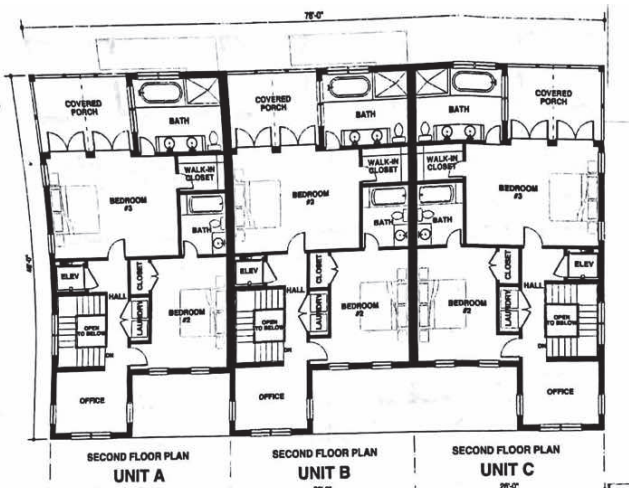 76'-0"
COVERED
PORCH
BATH
COVERED
PORCH
BATH
BATH
COVERED
PORCH
WALK-IN
CLOSET
WALK-IN
CLOSET
WALK-IN
CLOSET
BEDROOM
#3
BEDROOM
#3
BEDROOM
#3
BATH
BATH
BATH
ELEV
CLOSET
ELEV
CLOSET
CLOSET
ELEV
HALL
HALL
HALL
LAUNDRY
LAUNDRY
LAUNDRY
BEDROOM
#2
BEDROOM
#2
BEDROOM
#2
OPEN
TO BELOW
OPEN
TO BELOW
OPEN
TO BELOW
DN
DN
DN
OFFICE
OFFICE
OFFICE
SECOND FLOOR PLAN
UNIT A
SECOND FLOOR PLAN
UNIT B
SECOND FLOOR PLAN
UNIT C